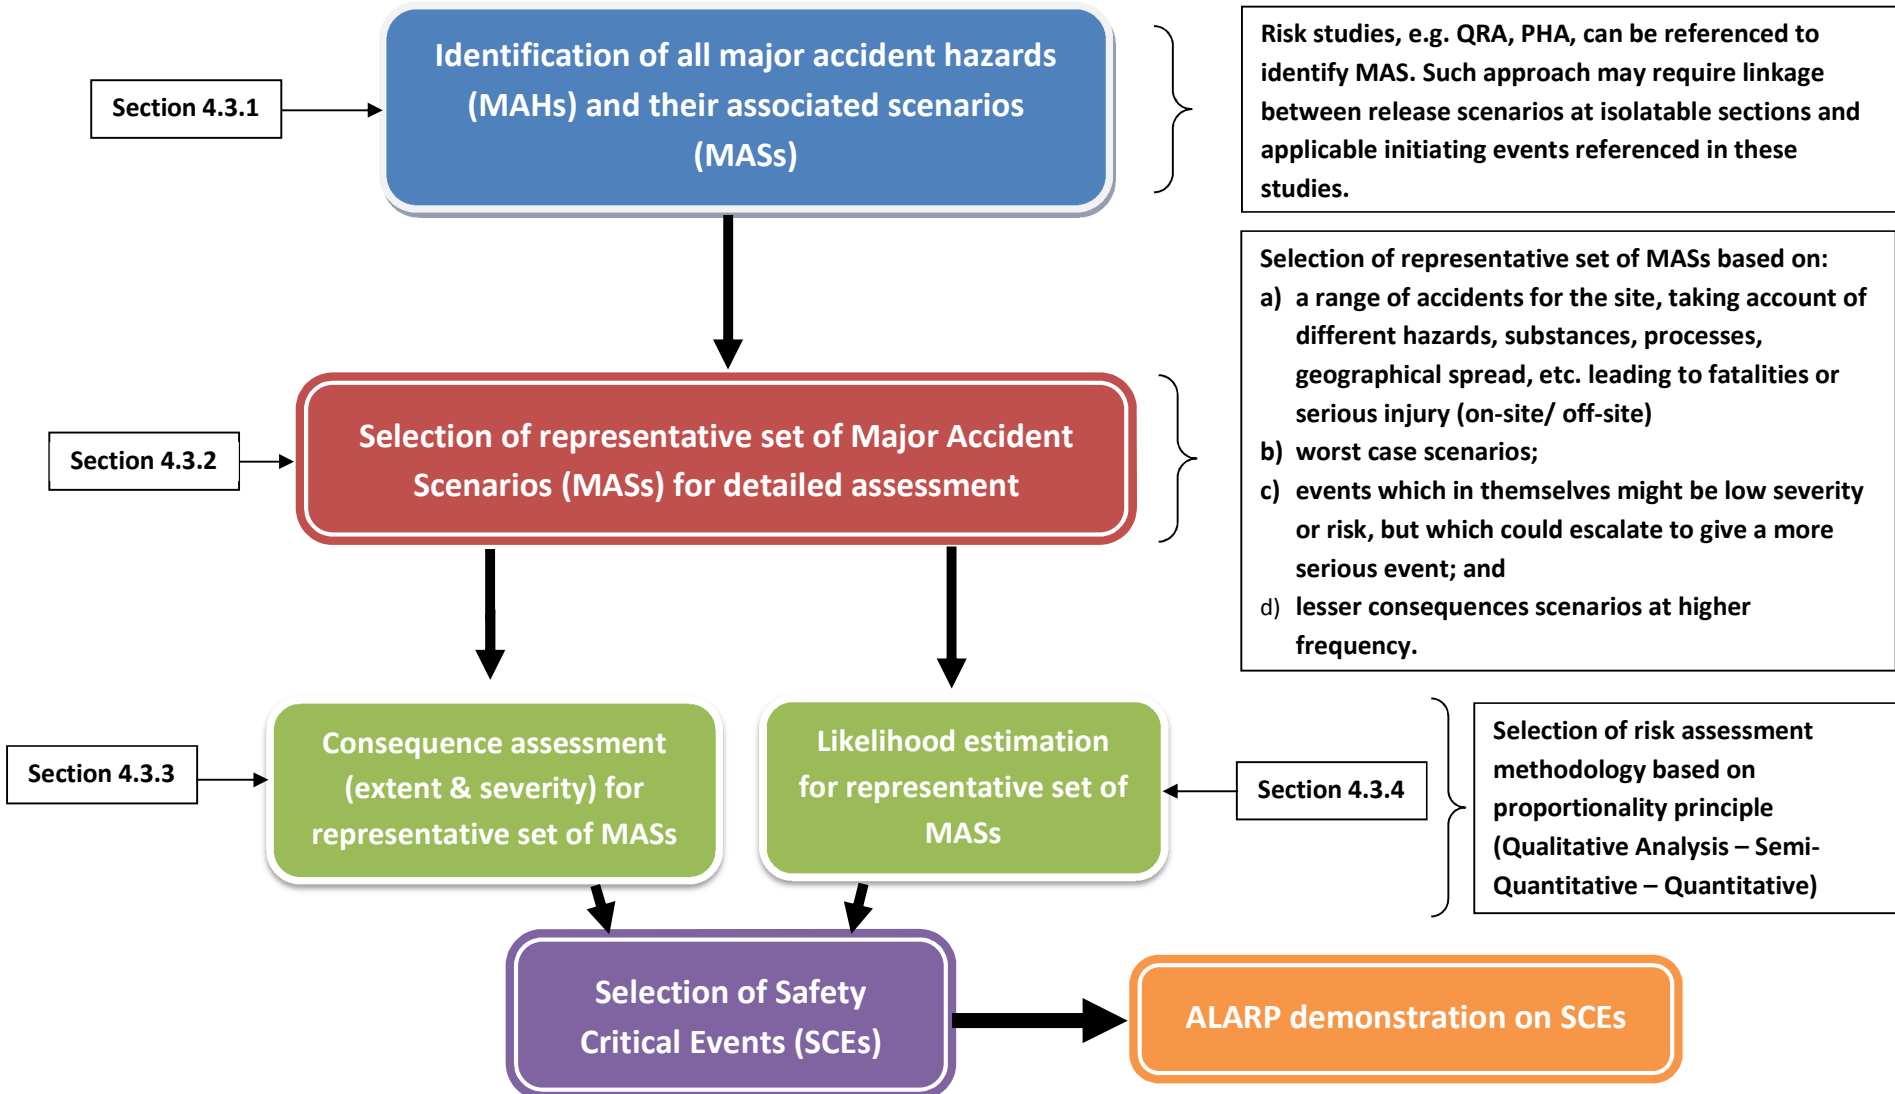 Section 4.3.1
Identification of all major accident hazards
(MAHs) and their associated scenarios
(MASs)
Risk studies, e.g. QRA, PHA, can be referenced to
identify MAS. Such approach may require linkage
between release scenarios at isolatable sections and
applicable initiating events referenced in these
studies.
Section 4.3.2
Selection of representative set of Major Accident
Scenarios (MASs) for detailed assessment
Selection of representative set of MASs based on:
a) a range of accidents for the site, taking account of
different hazards, substances, processes,
geographical spread, etc. leading to fatalities or
serious injury (on-site/ off-site)
b) worst case scenarios;
c) events which in themselves might be low severity
or risk, but which could escalate to give a more
serious event; and
d) lesser consequences scenarios at higher
frequency.
Section 4.3.3
Consequence assessment
(extent & severity) for
representative set of MASs
Likelihood estimation
for representative set of
MASs
Section 4.3.4
Selection of risk assessment
methodology based on
proportionality principle
(Qualitative Analysis – Semi-
Quantitative – Quantitative)
Selection of Safety
Critical Events (SCEs)
ALARP demonstration on SCEs